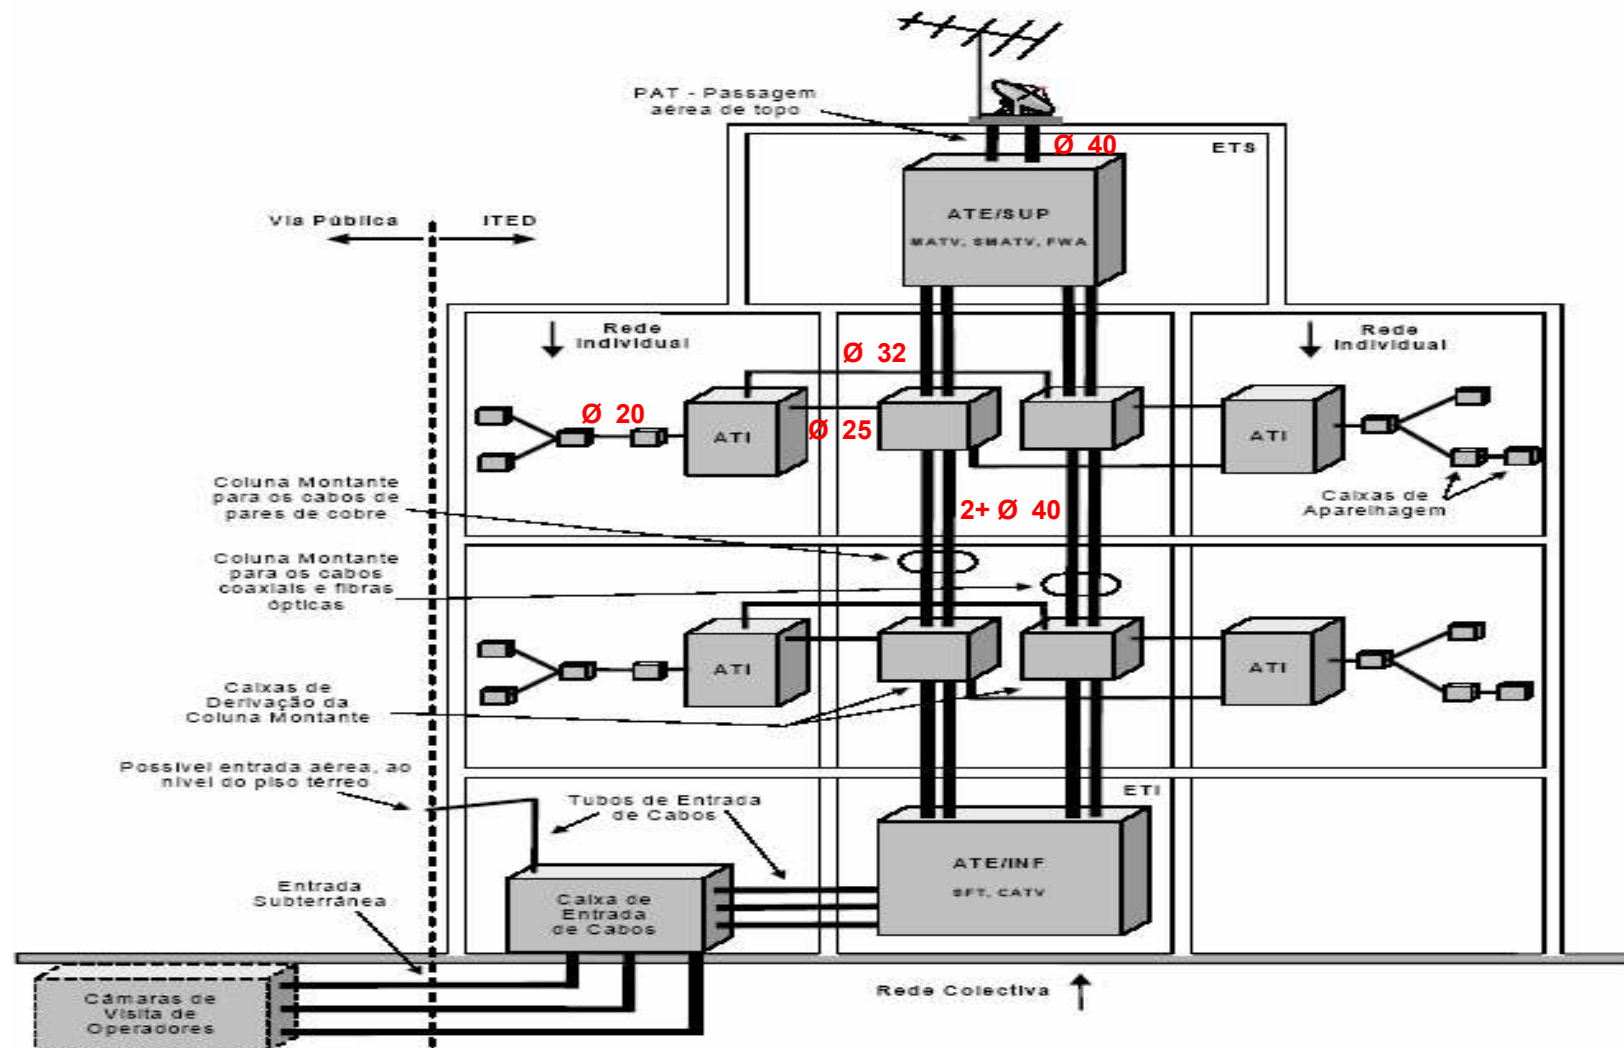 PAT - Passagem
aérea de topo
Ø 40
ETS
ATE/SUP
MATV, SMATV, FWA
Via Pública
ITED
Rede
Individual
Rede
Individual
Ø 32
Ø 20
Ø 25
ATI
ATI
Caixas de
Aparelhagem
Coluna Montante
para os cabos de
pares de cobre
2+ Ø 40
Coluna Montante
para os cabos
coaxiais e fibras
ópticas
ATI
ATI
Caixas de
Derivação da
Coluna Montante
Possível entrada aérea, ao
nível do piso térreo
Tubos de Entrada
de Cabos
ETI
ATE/INF
SFT, CATV
Entrada
Subterrânea
Caixa de
Entrada
de Cabos
Rede Colectiva
Câmaras de
Visita de
Operadores